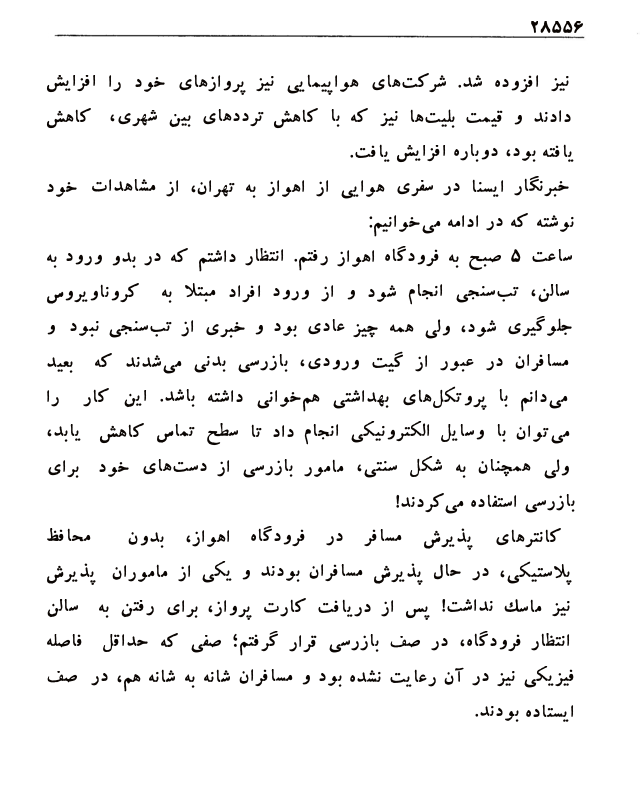 ۲۸۵۵۶
نیز افزوده شد. شرکت‌های هواپیمایی نیز پروازهای خود را افزایش
دادند و قیمت بلیت‌ها نیز که با کاهش ترددهای بین شهری، کاهش
یافته بود، دوباره افزایش یافت.
خبرنگار ایسنا در سفری هوایی از اهواز به تهران، از مشاهدات خود
نوشته که در ادامه می‌خوانیم:
ساعت ۵ صبح به فرودگاه اهواز رفتم. انتظار داشتم که در بدو ورود به
سالن، تب‌سنجی انجام شود و از ورود افراد مبتلا به کروناویروس
جلوگیری شود، ولی همه چیز عادی بود و خبری از تب‌سنجی نبود و
مسافران در عبور از گیت ورودی، بازرسی بدنی می‌شدند که بعید
می‌دانم با پروتکل‌های بهداشتی هم‌خوانی داشته باشد. این کار را
می‌توان با وسایل الکترونیکی انجام داد تا سطح تماس کاهش یابد،
ولی همچنان به شکل سنتی، مامور بازرسی از دست‌های خود برای
بازرسی استفاده می‌کردند!
کانترهای پذیرش مسافر در فرودگاه اهواز، بدون محافظ
پلاستیکی، در حال پذیرش مسافران بودند و یکی از ماموران پذیرش
نیز ماسك نداشت! پس از دریافت کارت پرواز، برای رفتن به سالن
انتظار فرودگاه، در صف بازرسی قرار گرفتم؛ صفی که حداقل فاصله
فیزیکی نیز در آن رعایت نشده بود و مسافران شانه به شانه هم، در صف
ایستاده بودند.